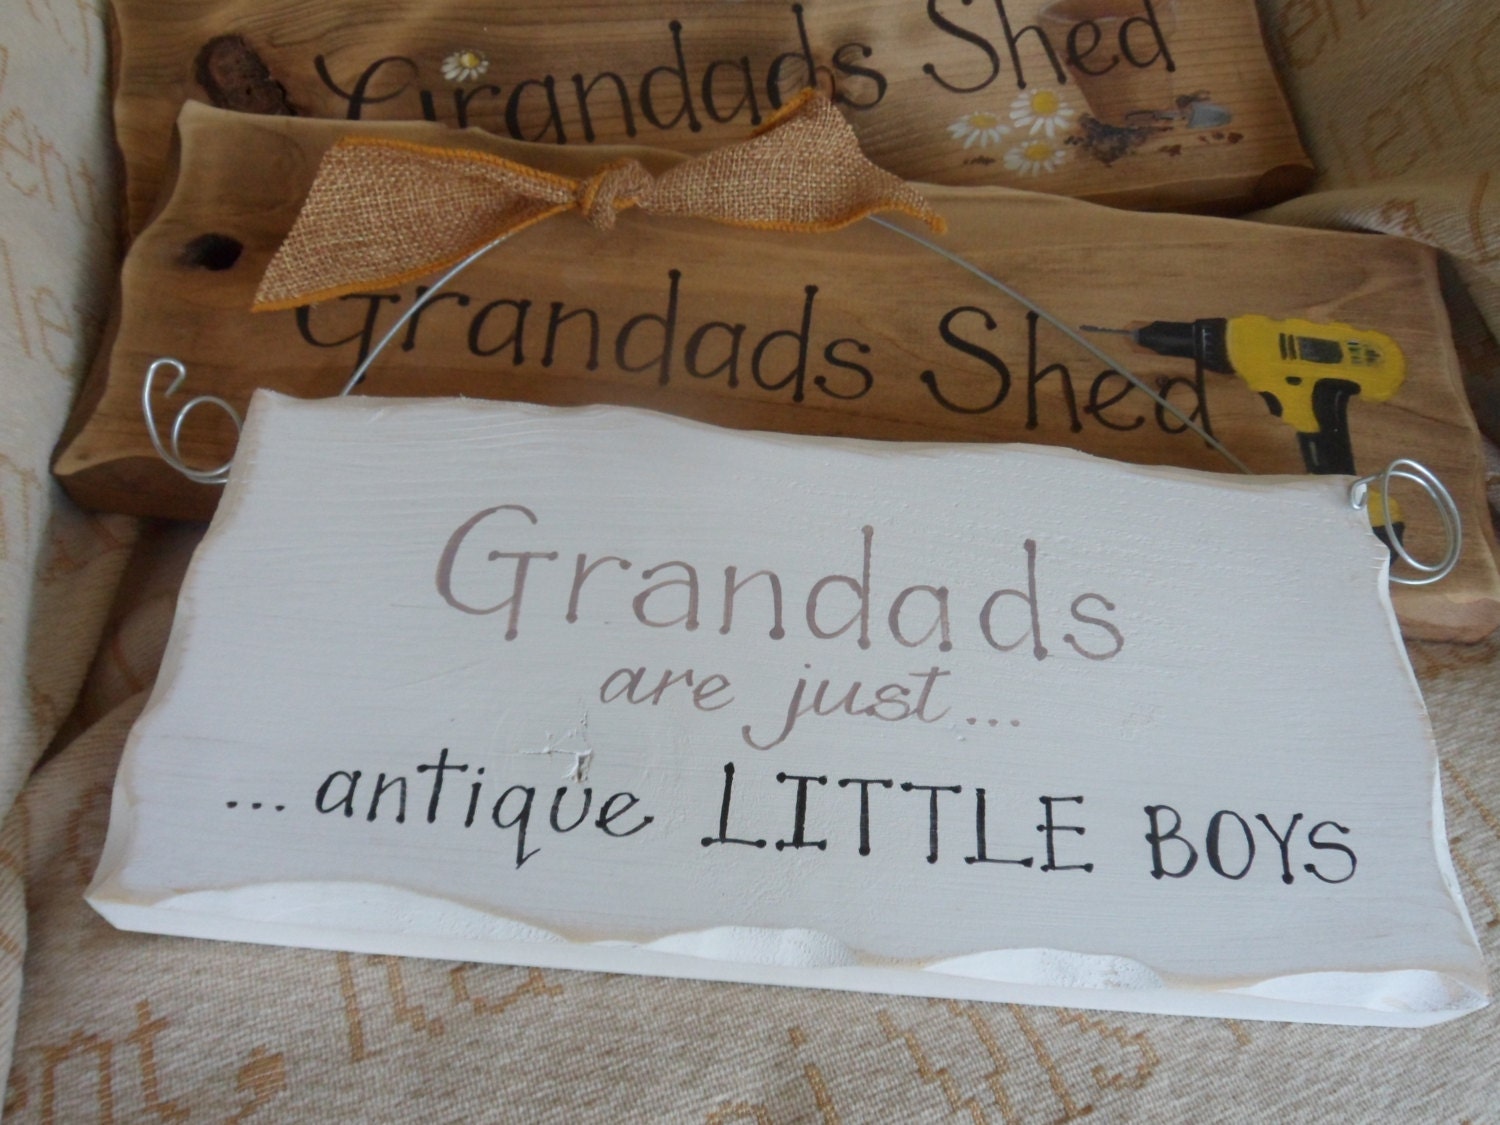 Grandads Shed
Grandads Shed
Grandads
are just...
...antique LITTLE BOYS